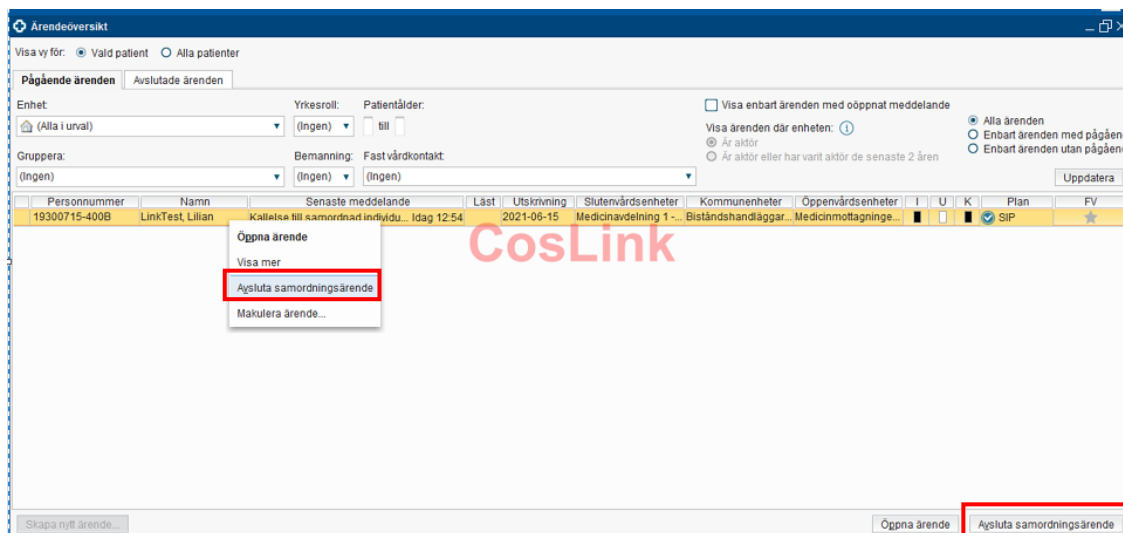 Ärendeöversikt
Visa vy för: Vald patient Alla patienter
Pågående ärenden Avslutade ärenden
Enhet: Yrkesroll: Patientålder: Visa enbart ärenden med oöppnat meddelande
(Alla i urval) (Ingen) till Visa ärenden där enheten: Alla ärenden
Är aktör Enbart ärenden med pågåen
Gruppera: Bemanning: Fast vårdkontakt: Är aktör eller har varit aktör de senaste 2 åren Enbart ärenden utan pågåen
(Ingen) (Ingen) (Ingen) Uppdatera
Personnummer Namn Senaste meddelande Läst Utskrivning Slutenvårdsenheter Kommunenheter Öppenvårdsenheter I U K Plan FV
19300715-400B LinkTest, Lilian Kallelse till samordnad individu... Idag 12:54 2021-06-15 Medicinavdelning 1 -... Biståndshandläggar... Medicinmottagninge... SIP
CosLink
Öppna ärende
Visa mer
Avsluta samordningsärende
Makulera ärende...
Skapa nytt ärende... Öppna ärende Avsluta samordningsärende